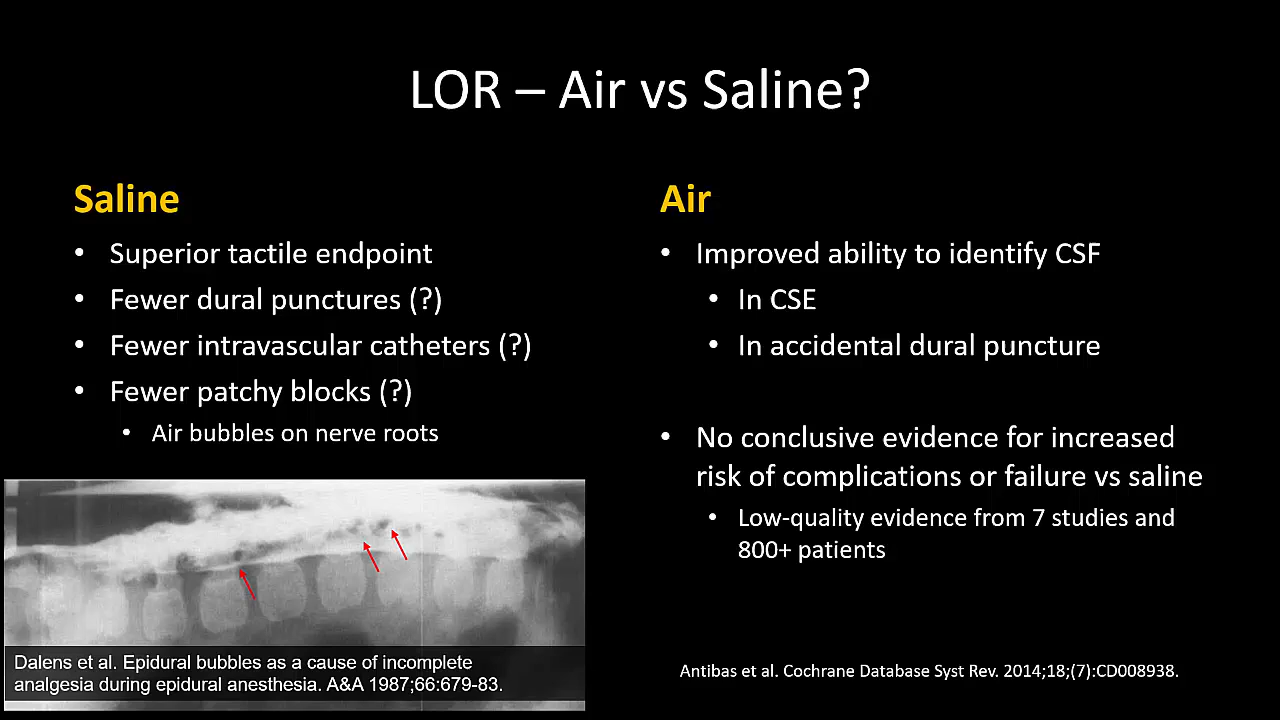 LOR – Air vs Saline?
Saline
• Superior tactile endpoint
• Fewer dural punctures (?)
• Fewer intravascular catheters (?)
• Fewer patchy blocks (?)
• Air bubbles on nerve roots
Dalens et al. Epidural bubbles as a cause of incomplete
analgesia during epidural anesthesia. A&A 1987;66:679-83.
Air
• Improved ability to identify CSF
• In CSE
• In accidental dural puncture
• No conclusive evidence for increased
risk of complications or failure vs saline
• Low-quality evidence from 7 studies and
800+ patients
Antibas et al. Cochrane Database Syst Rev. 2014;18;(7):CD008938.